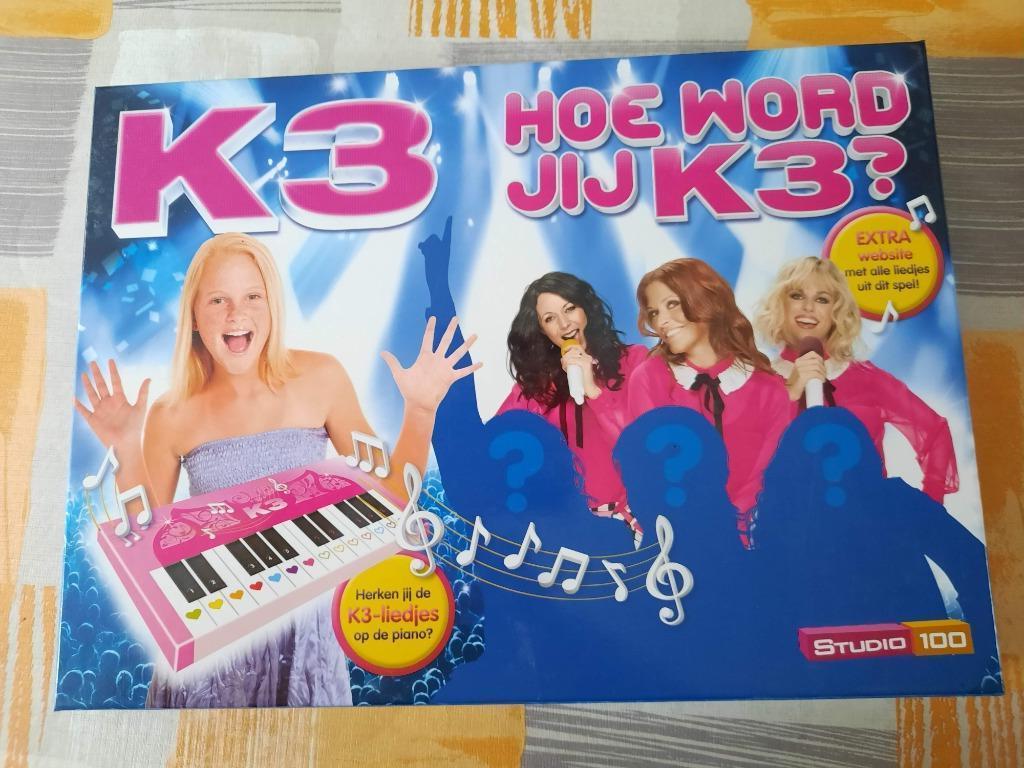 K3
HOE WORD
JIJ K3?
EXTRA
website
met alle liedjes
uit dit spel!
? ? ?
K3
Herken jij de
K3-liedjes
op de piano?
STUDIO 100